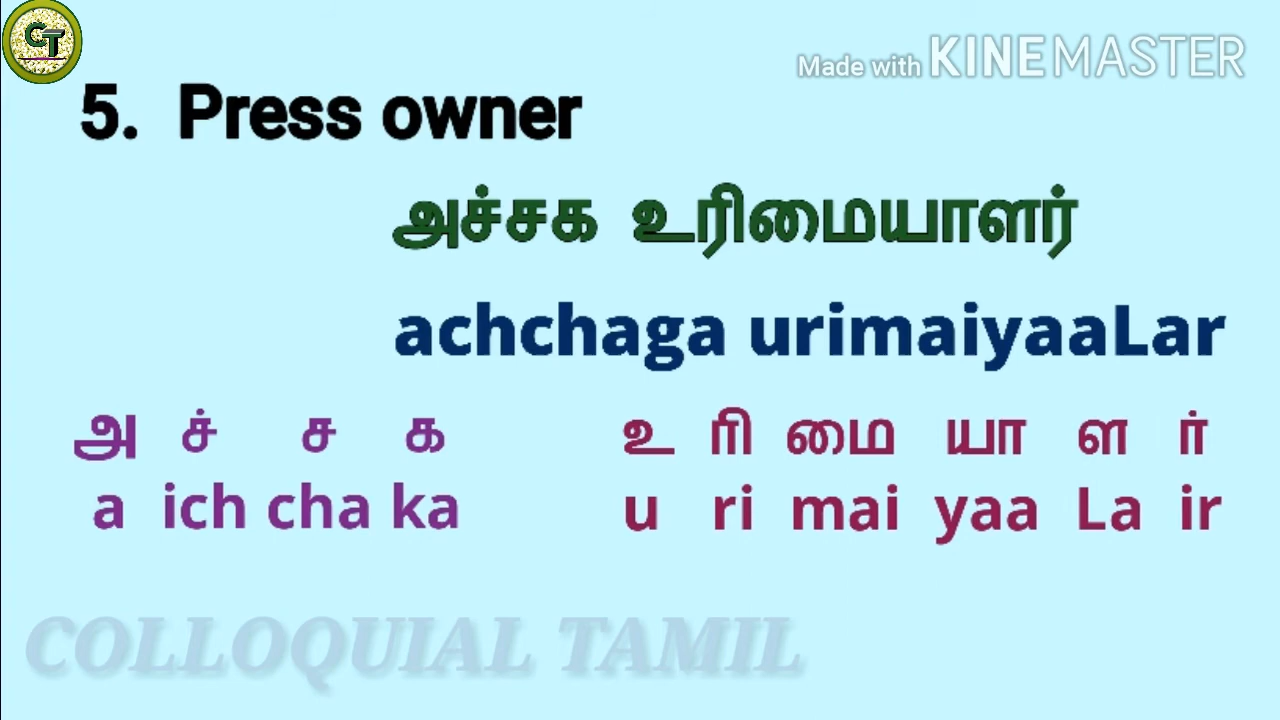 CT
Made with KINEMASTER
5. Press owner
அச்சக உரிமையாளர்
achchaga urimaiyaaLar
அ ச் ச க உ ரி மை யா ள ர்
a ich cha ka u ri mai yaa La ir
COLLOQUIAL TAMIL